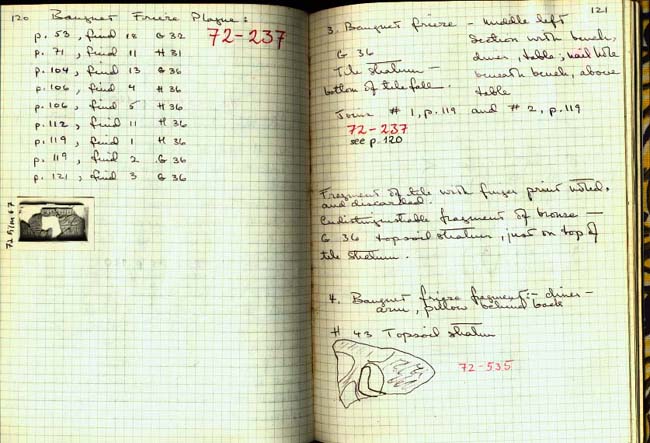 120 Banquet Frieze Plaque:
72-237
p. 53, find 18 G 32
p. 71, find 11 H 31
p. 104, find 13 G 36
p. 106, find 4 H 36
p. 106, find 5 H 36
p. 112, find 11 H 36
p. 119, find 1 H 36
p. 119, find 2 G 36
p. 121, find 3 G 36
72 Film 67
121
3. Banquet frieze - middle left
section with bench,
diner, table, nail hole
beneath bench, above
table
G 36
Tile stratum -
bottom of tile fall.
Joins # 1, p. 119 and # 2, p. 119
72-237
see p. 120
Fragment of tile with finger print noted,
and discarded.
Indistinguishable fragment of bronze -
G 36 topsoil stratum, just on top of
tile stratum.
4. Banquet frieze fragment:- diner -
arm, pillow behind back
H 43 Topsoil stratum
72-535